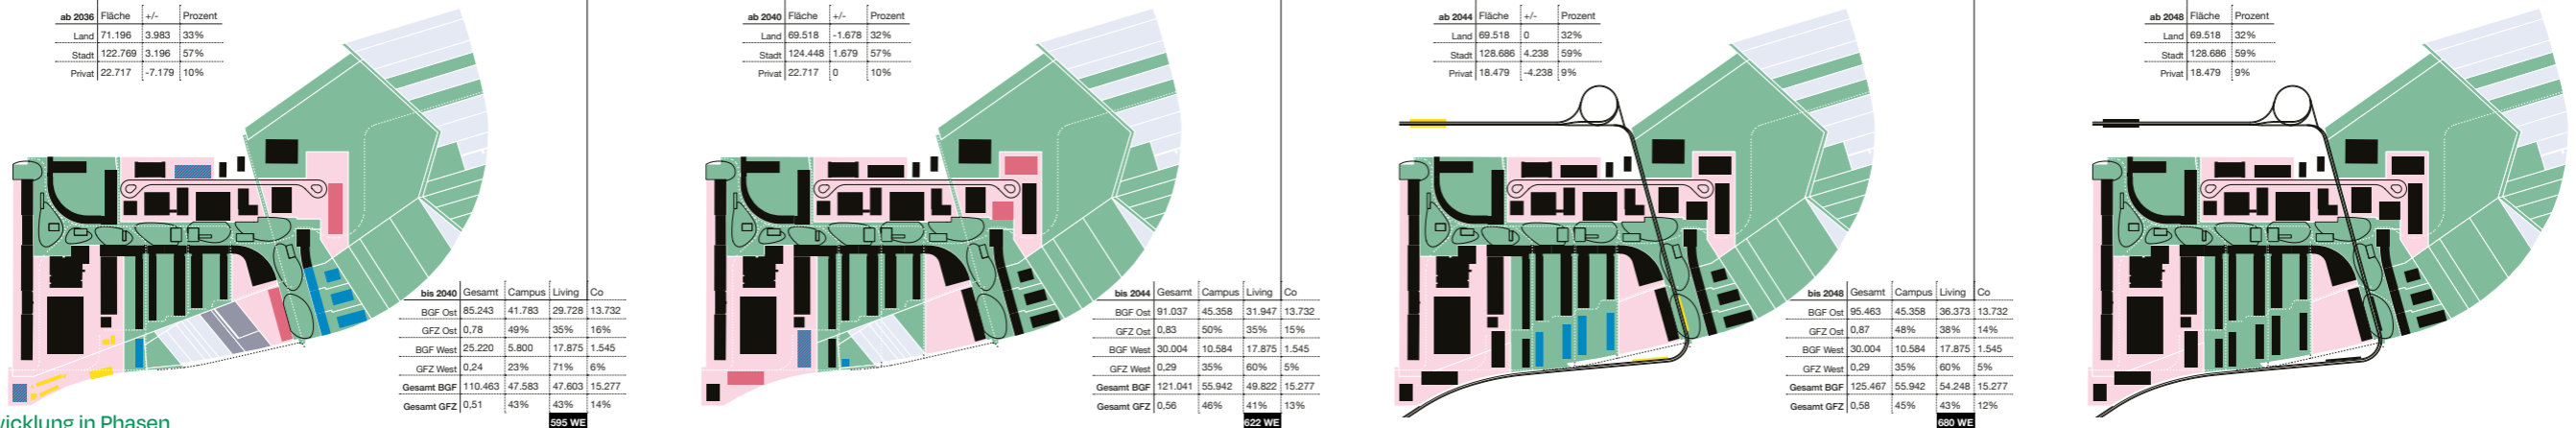 ab 2036 Fläche +/- Prozent
Land 71.196 3.983 33%
Stadt 122.769 3.196 57%
Privat 22.717 -7.179 10%
bis 2040 Gesamt Campus Living Co
BGF Ost 85.243 41.783 29.728 13.732
GFZ Ost 0,78 49% 35% 16%
BGF West 25.220 5.800 17.875 1.545
GFZ West 0,24 23% 71% 6%
Gesamt BGF 110.463 47.583 47.603 15.277
Gesamt GFZ 0,51 43% 43% 14%
595 WE
ab 2040 Fläche +/- Prozent
Land 69.518 -1.678 32%
Stadt 124.448 1.679 57%
Privat 22.717 0 10%
bis 2044 Gesamt Campus Living Co
BGF Ost 91.037 45.358 31.947 13.732
GFZ Ost 0,83 50% 35% 15%
BGF West 30.004 10.584 17.875 1.545
GFZ West 0,29 35% 60% 5%
Gesamt BGF 121.041 55.942 49.822 15.277
Gesamt GFZ 0,56 46% 41% 13%
622 WE
ab 2044 Fläche +/- Prozent
Land 69.518 0 32%
Stadt 128.686 4.238 59%
Privat 18.479 -4.238 9%
bis 2048 Gesamt Campus Living Co
BGF Ost 95.463 45.358 36.373 13.732
GFZ Ost 0,87 48% 38% 14%
BGF West 30.004 10.584 17.875 1.545
GFZ West 0,29 35% 60% 5%
Gesamt BGF 125.467 55.942 54.248 15.277
Gesamt GFZ 0,58 45% 43% 12%
680 WE
ab 2048 Fläche Prozent
Land 69.518 32%
Stadt 128.686 59%
Privat 18.479 9%
wicklung in Phasen